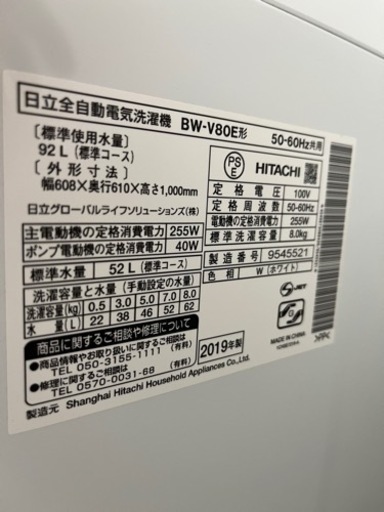 日立全自動電気洗濯機 BW-V80E形 50-60Hz共用
〔標準使用水量〕
92L(標準コース)
〔外形寸法〕
幅608×奥行610×高さ1,000mm
日立グローバルライフソリューションズ(株)
主電動機の定格消費電力 255W
ポンプ電動機の定格消費電力 40W
標準水量 52L(標準コース)
洗濯容量と水量(手動設定の水量)
洗濯容量(kg) 0.5 3.0 5.0 7.0 8.0
水量(L) 22 38 46 52 62
PS
E
HITACHI
定格電圧 100V
定格周波数 50-60Hz
電動機の定格消費電力 255W
標準洗濯容量 8.0kg
製造番号 9545521
色相 W(ホワイト)
JET
商品に関するご相談や修理について
●商品情報やお取り扱いに関するご相談
TEL 050-3155-1111 (有料)
●修理に関するご相談
TEL 0570-0031-68 (有料)
2019年製
MADE IN CHINA
製造元 Shanghai Hitachi Household Appliances Co.,Ltd.